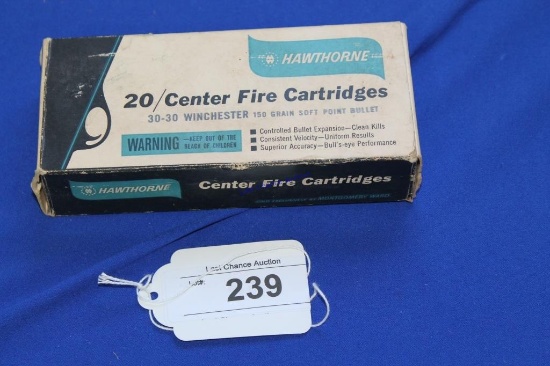 HAWTHORNE
20/Center Fire Cartridges
30-30 WINCHESTER 150 GRAIN SOFT POINT BULLET
WARNING —KEEP OUT OF THE REACH OF CHILDREN
■ Controlled Bullet Expansion—Clean Kills
■ Consistent Velocity—Uniform Results
■ Superior Accuracy—Bull's-eye Performance
HAWTHORNE Center Fire Cartridges
Last Chance Auction
Lot#: 239